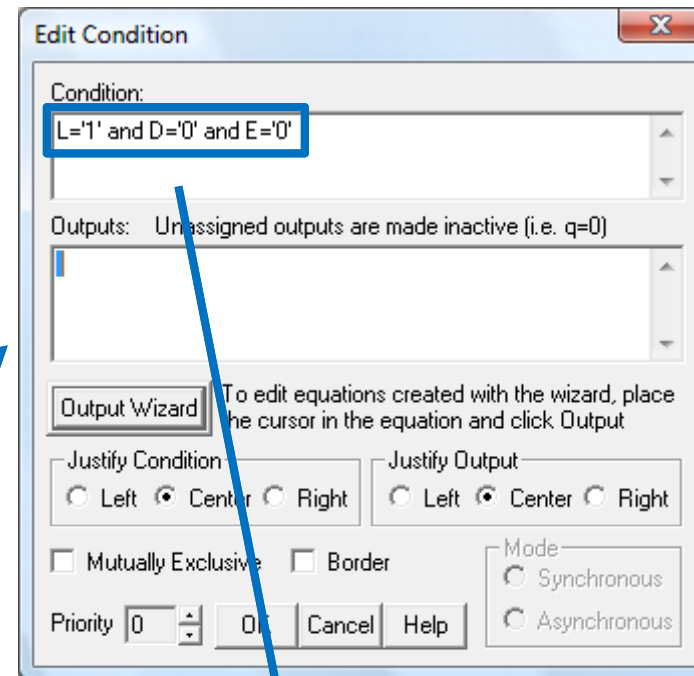 Edit Condition
Condition:
L='1' and D='0' and E='0'
Outputs: Unassigned outputs are made inactive (i.e. q=0)
Output Wizard To edit equations created with the wizard, place
the cursor in the equation and click Output
Justify Condition Justify Output
Left Center Right Left Center Right
Mutually Exclusive Border Mode
Synchronous
Priority 0 OK Cancel Help Asynchronous